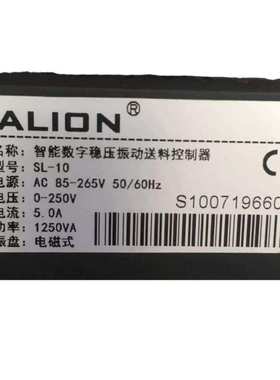 ALION®
名称: 智能数字稳压振动送料控制器
型号: SL-10
电源: AC 85-265V 50/60Hz
电压: 0-250V
电流: 5.0A
功率: 1250VA
振盘: 电磁式
S100719660